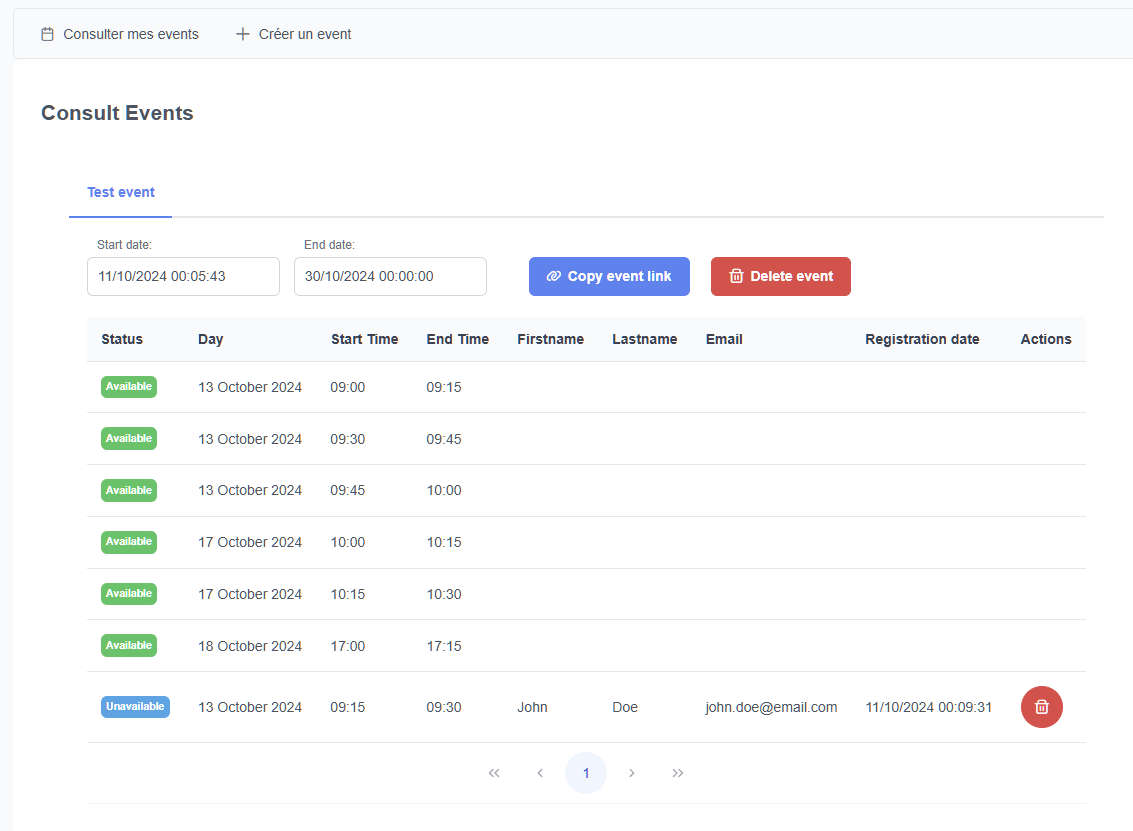 Consulter mes events Créer un event
Consult Events
Test event
Start date: End date:
11/10/2024 00:05:43 30/10/2024 00:00:00 Copy event link Delete event
Status Day Start Time End Time Firstname Lastname Email Registration date Actions
Available 13 October 2024 09:00 09:15
Available 13 October 2024 09:30 09:45
Available 13 October 2024 09:45 10:00
Available 17 October 2024 10:00 10:15
Available 17 October 2024 10:15 10:30
Available 18 October 2024 17:00 17:15
Unavailable 13 October 2024 09:15 09:30 John Doe john.doe@email.com 11/10/2024 00:09:31
1